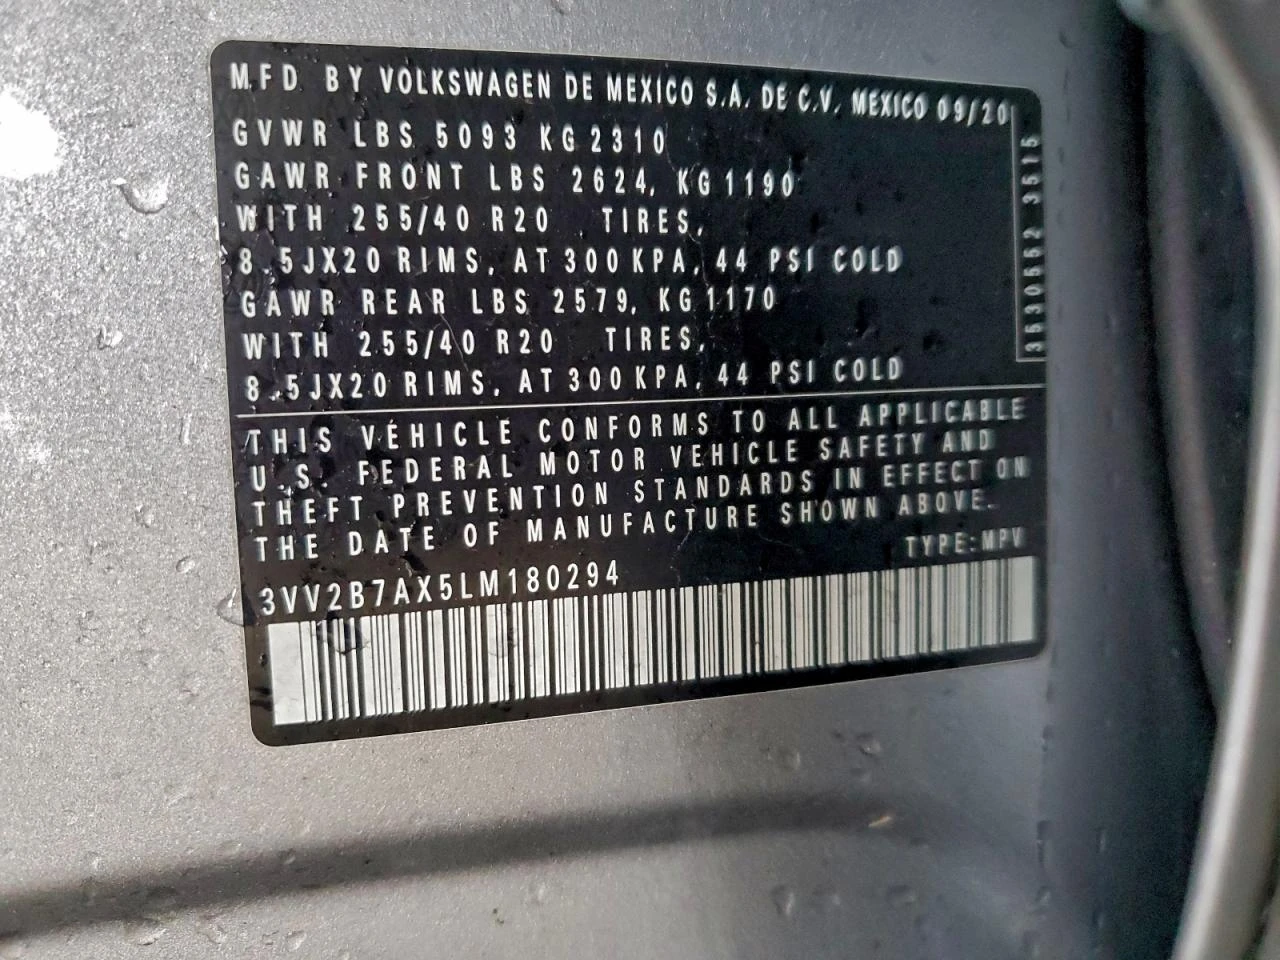 MFD BY VOLKSWAGEN DE MEXICO S.A. DE C.V. MEXICO 09/20
GVWR LBS 5093 KG 2310
GAWR FRONT LBS 2624, KG 1190
WITH 255/40 R20 TIRES,
8.5JX20 RIMS, AT 300 KPA, 44 PSI COLD
GAWR REAR LBS 2579, KG 1170
WITH 255/40 R20 TIRES,
8.5JX20 RIMS, AT 300 KPA, 44 PSI COLD
3530552 3515
THIS VEHICLE CONFORMS TO ALL APPLICABLE
U.S. FEDERAL MOTOR VEHICLE SAFETY AND
THEFT PREVENTION STANDARDS IN EFFECT ON
THE DATE OF MANUFACTURE SHOWN ABOVE.
TYPE:MPV
3VV2B7AX5LM180294